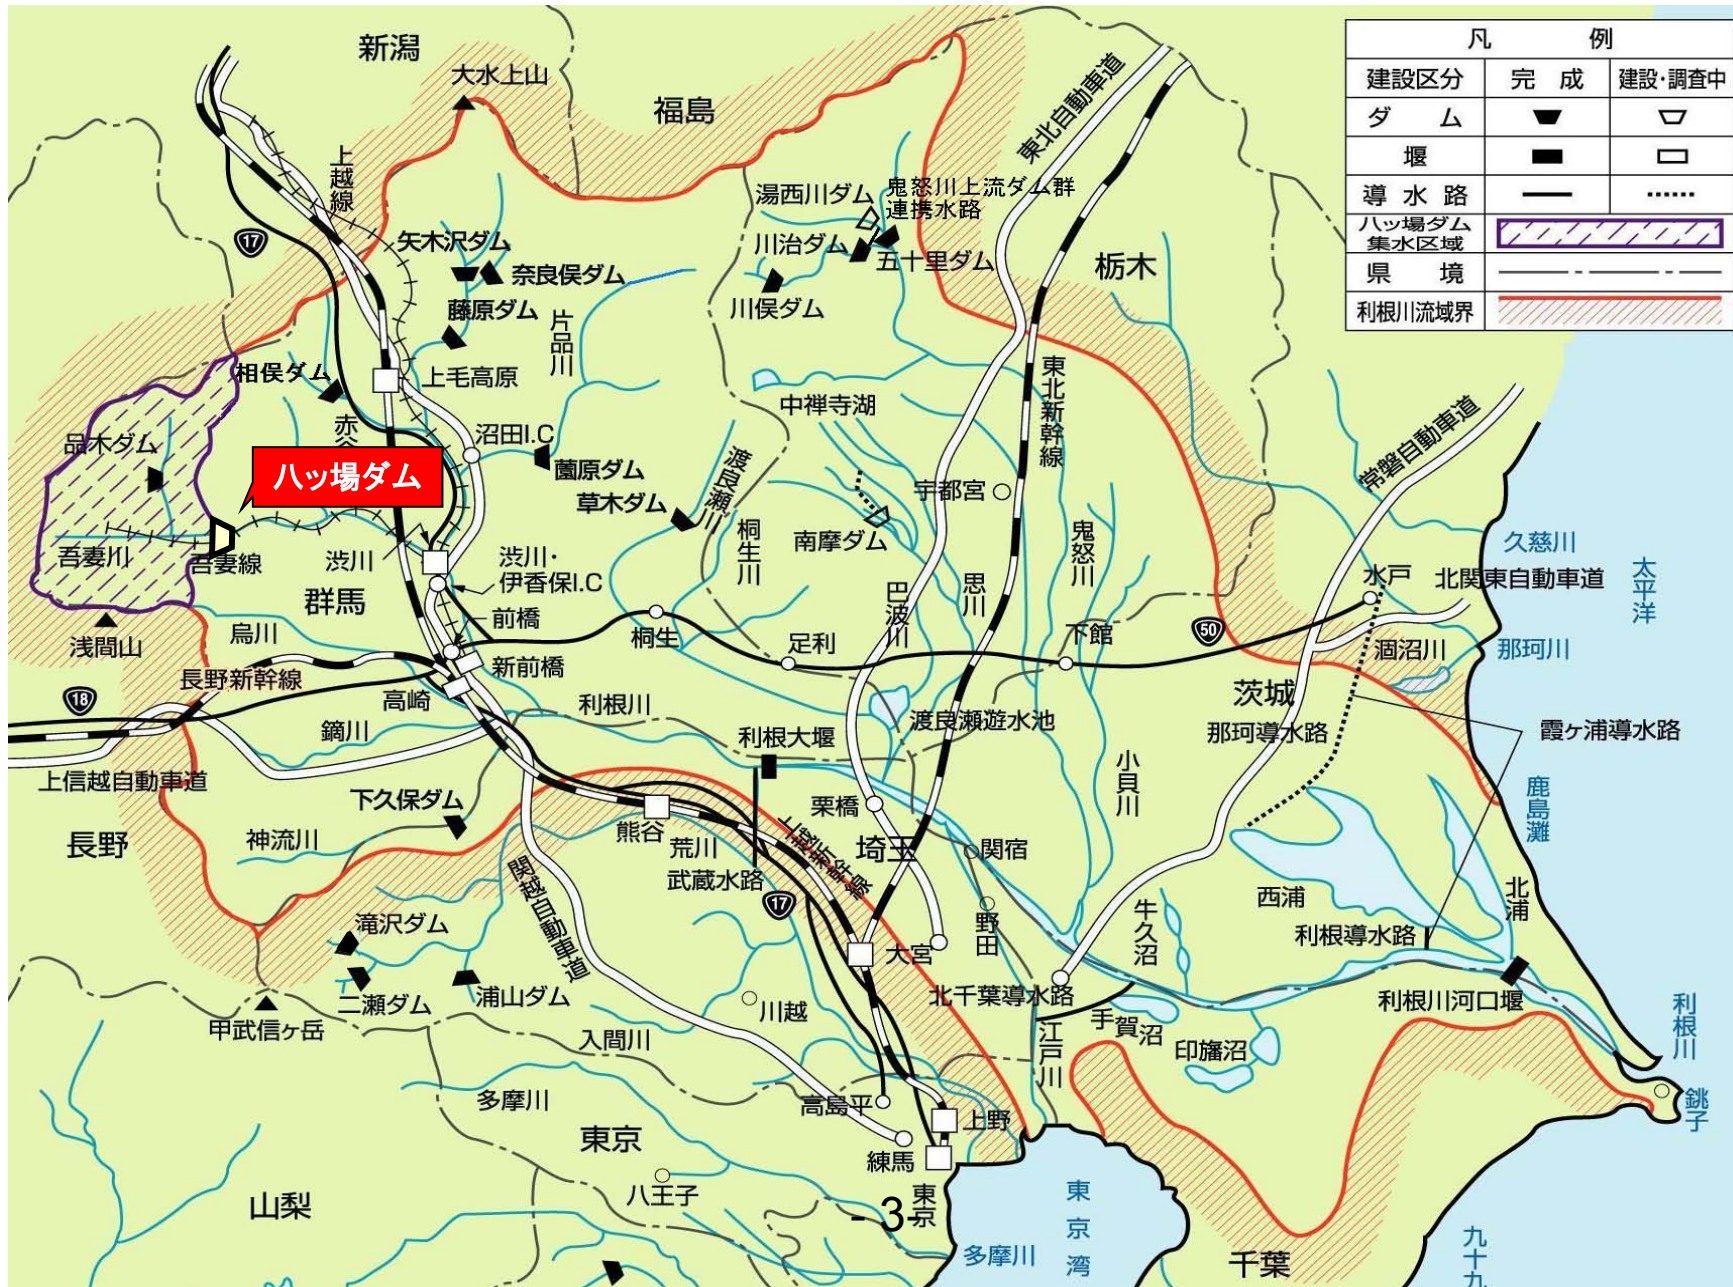 新潟
大水上山
福島
上越線
17
矢木沢ダム
奈良俣ダム
藤原ダム
片品川
相俣ダム
上毛高原
赤谷
品木ダム
八ッ場ダム
沼田I.C
薗原ダム
草木ダム
渡良瀬川
桐生川
吾妻川
吾妻線
渋川
渋川・
伊香保I.C
群馬
前橋
浅間山
烏川
長野新幹線
新前橋
高崎
18
鏑川
上信越自動車道
長野
神流川
下久保ダム
利根川
桐生
足利
利根大堰
湯西川ダム
鬼怒川上流ダム群
連携水路
川治ダム
五十里ダム
川俣ダム
東北自動車道
栃木
中禅寺湖
東北新幹線
宇都宮
南摩ダム
巴波川
思川
鬼怒川
下館
50
水戸
常磐自動車道
北関東自動車道
久慈川
太平洋
那珂川
涸沼川
茨城
那珂導水路
霞ヶ浦導水路
鹿島灘
渡良瀬遊水池
小貝川
栗橋
埼玉
関宿
熊谷
荒川
武蔵水路
上越新幹線
17
関越自動車道
滝沢ダム
二瀬ダム
浦山ダム
甲武信ヶ岳
川越
入間川
大宮
野田
牛久沼
西浦
北浦
利根導水路
利根川河口堰
北千葉導水路
手賀沼
印旛沼
江戸川
利根川
銚子
多摩川
高島平
上野
東京
練馬
東京
八王子
山梨
多摩川
東京湾
千葉
九十九
- 3-
凡 例
建設区分 完 成 建設・調査中
ダ ム
堰
導 水 路
八ッ場ダム
集水区域
県 境
利根川流域界